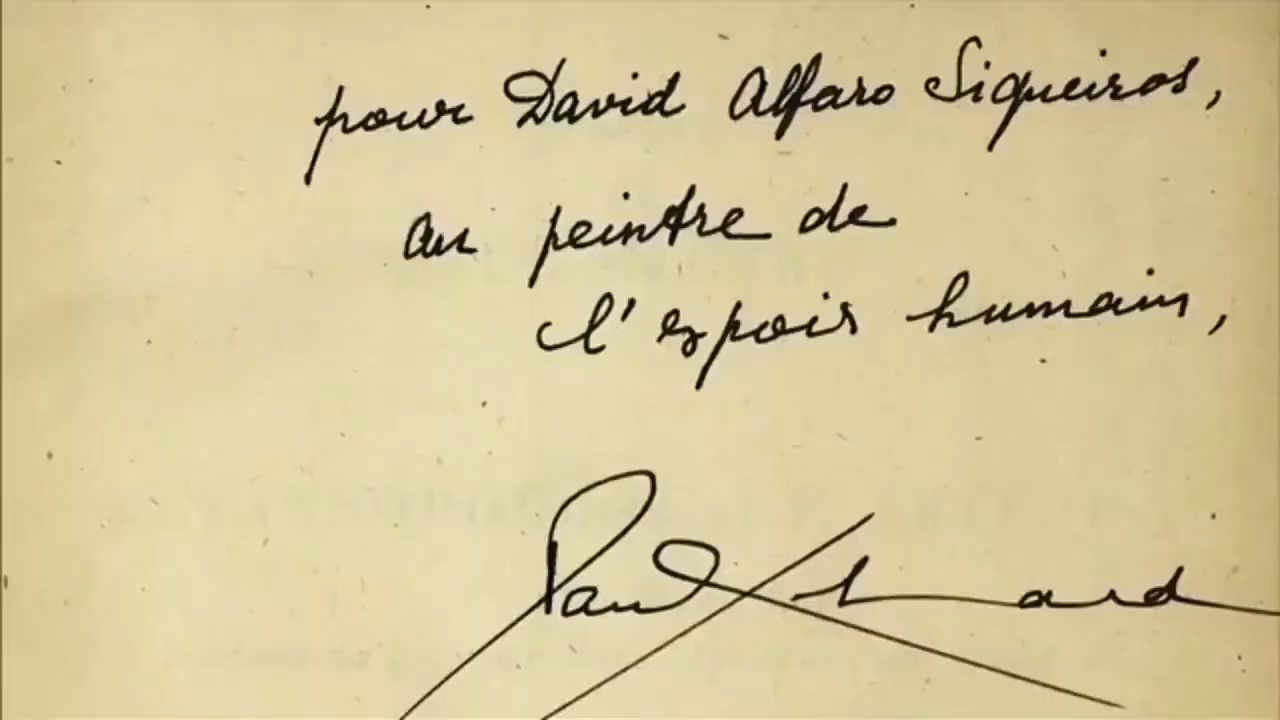 pour David Alfaro Siqueiros,
au peintre de
l'espoir humain,
Paul Eluard